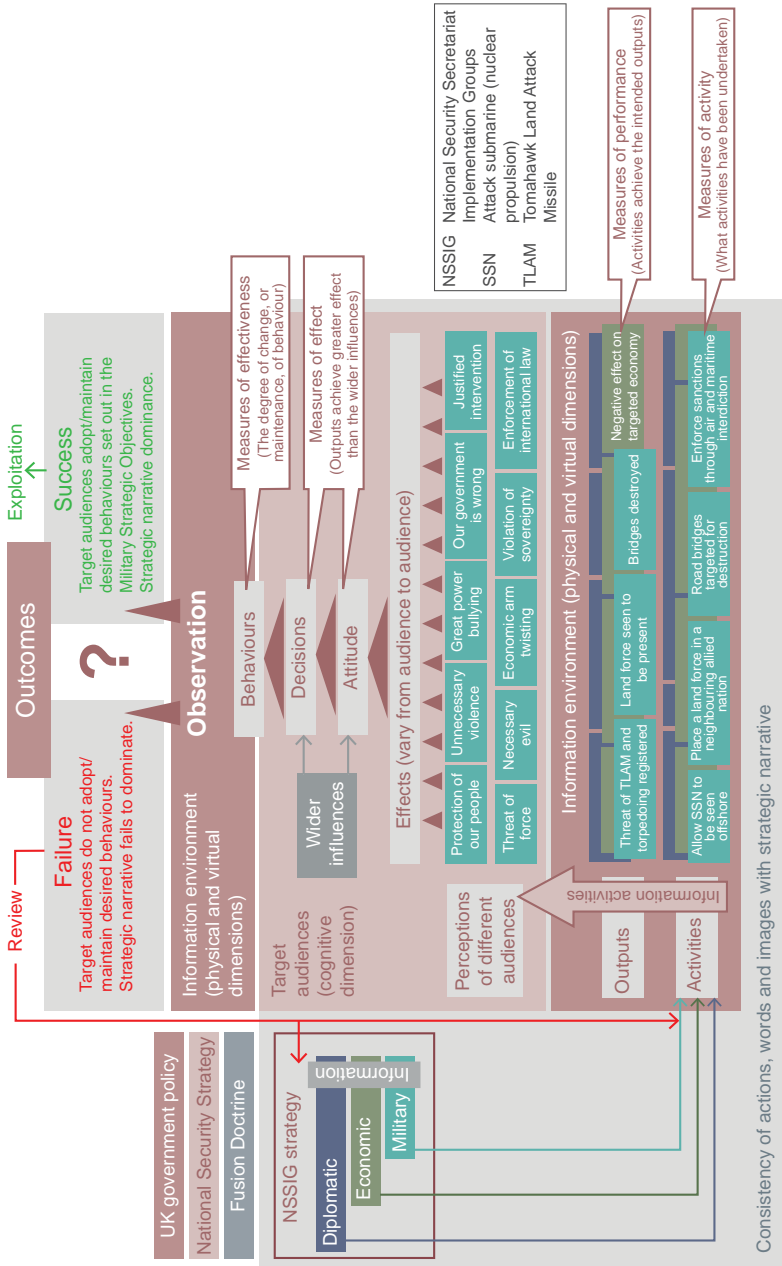 UK government policy
National Security Strategy
Fusion Doctrine
NSSIG strategy
Diplomatic
Economic
Military
Information
Review
Outcomes
Exploitation
Failure
Target audiences do not adopt/
maintain desired behaviours.
Strategic narrative fails to dominate.
?
Success
Target audiences adopt/maintain
desired behaviours set out in the
Military Strategic Objectives.
Strategic narrative dominance.
Information environment
(physical and virtual
dimensions)
Observation
Target
audiences
(cognitive
dimension)
Behaviours
Decisions
Attitude
Wider
influences
Measures of effectiveness
(The degree of change, or
maintenance, of behaviour)
Measures of effect
(Outputs achieve greater effect
than the wider influences)
Effects (vary from audience to audience)
Perceptions
of different
audiences
Protection of
our people
Unnecessary
violence
Great power
bullying
Our government
is wrong
Justified
intervention
Threat of
force
Necessary
evil
Economic arm
twisting
Violation of
sovereignty
Enforcement of
international law
NSSIG National Security Secretariat
Implementation Groups
SSN Attack submarine (nuclear
propulsion)
TLAM Tomahawk Land Attack
Missile
Information activities
Information environment (physical and virtual dimensions)
Outputs
Threat of TLAM and
torpedoing registered
Land force seen to
be present
Bridges destroyed
Negative effect on
targeted economy
Measures of performance
(Activities achieve the intended outputs)
Activities
Allow SSN to
be seen
offshore
Place a land force in a
neighbouring allied
nation
Road bridges
targeted for
destruction
Enforce sanctions
through air and maritime
interdiction
Measures of activity
(What activities have been undertaken)
Consistency of actions, words and images with strategic narrative